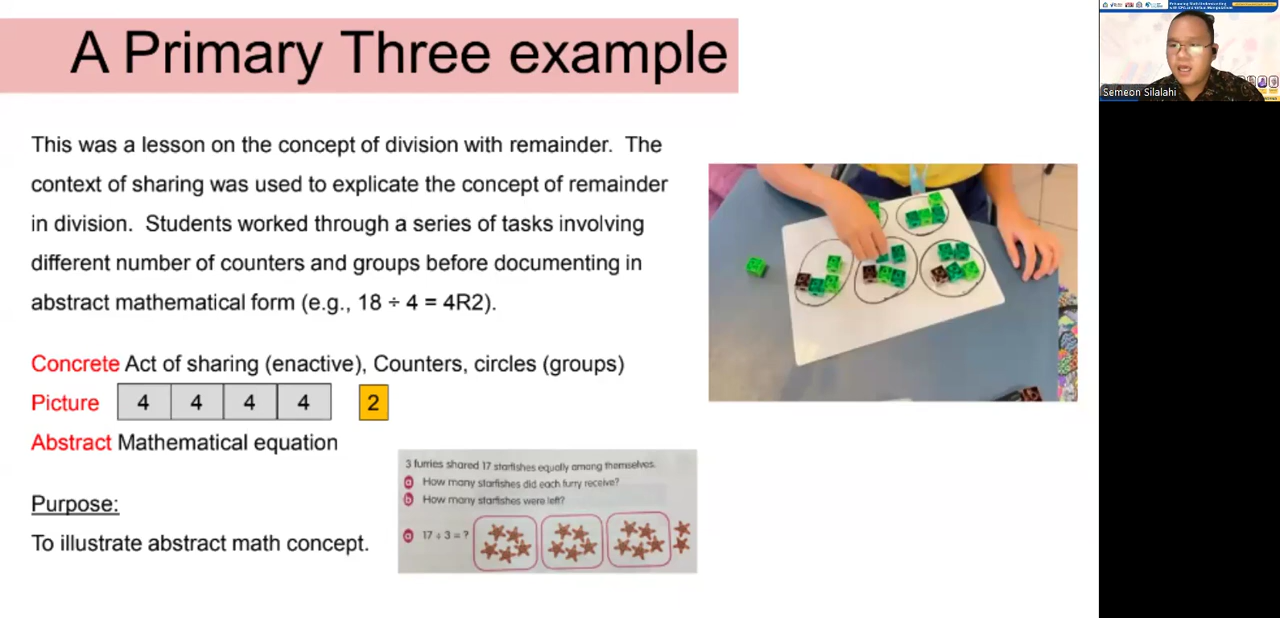 A Primary Three example
This was a lesson on the concept of division with remainder. The
context of sharing was used to explicate the concept of remainder
in division. Students worked through a series of tasks involving
different number of counters and groups before documenting in
abstract mathematical form (e.g., 18 ÷ 4 = 4R2).
Concrete Act of sharing (enactive), Counters, circles (groups)
Picture 4 4 4 4 2
Abstract Mathematical equation
Purpose:
To illustrate abstract math concept.
3 furries shared 17 starfishes equally among themselves.
a How many starfishes did each furry receive?
b How many starfishes were left?
a 17 ÷ 3 = ?
Semeon Silalahi